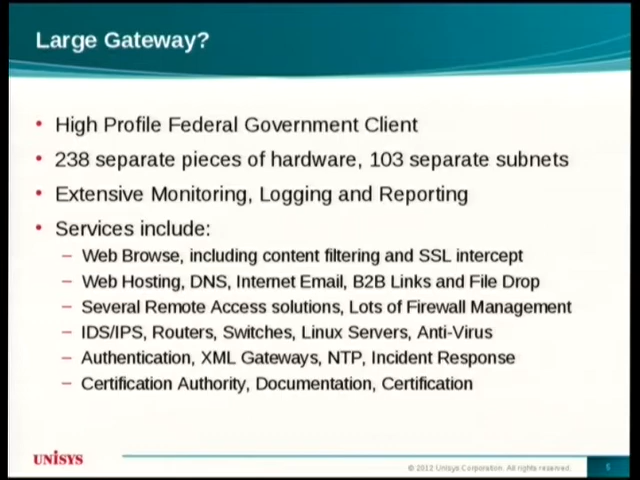 Large Gateway?
• High Profile Federal Government Client
• 238 separate pieces of hardware, 103 separate subnets
• Extensive Monitoring, Logging and Reporting
• Services include:
– Web Browse, including content filtering and SSL intercept
– Web Hosting, DNS, Internet Email, B2B Links and File Drop
– Several Remote Access solutions, Lots of Firewall Management
– IDS/IPS, Routers, Switches, Linux Servers, Anti-Virus
– Authentication, XML Gateways, NTP, Incident Response
– Certification Authority, Documentation, Certification
UNISYS
© 2012 Unisys Corporation. All rights reserved.
5